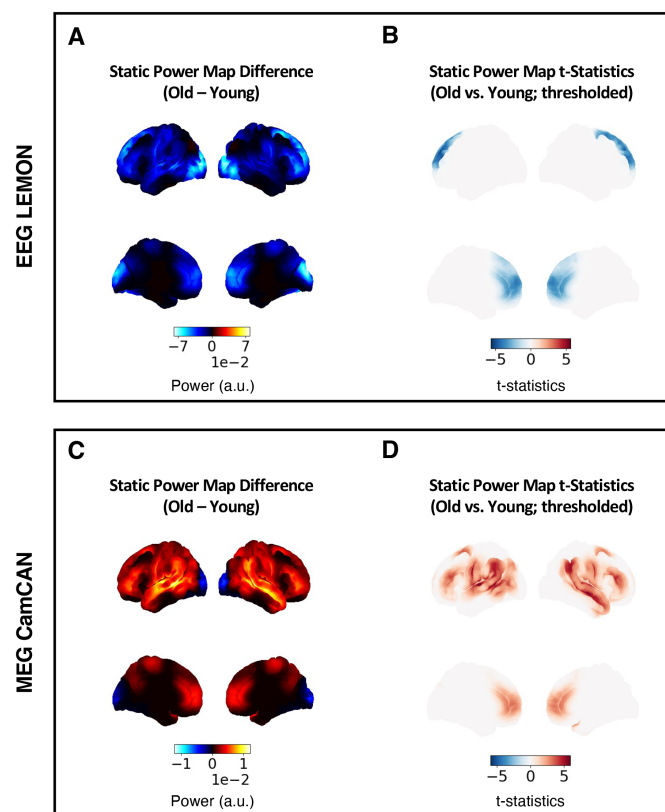 EEG LEMON
A
Static Power Map Difference
(Old – Young)
−7 0 7
1e−2
Power (a.u.)
B
Static Power Map t-Statistics
(Old vs. Young; thresholded)
−5 0 5
t-statistics
MEG CamCAN
C
Static Power Map Difference
(Old – Young)
−1 0 1
1e−2
Power (a.u.)
D
Static Power Map t-Statistics
(Old vs. Young; thresholded)
−5 0 5
t-statistics